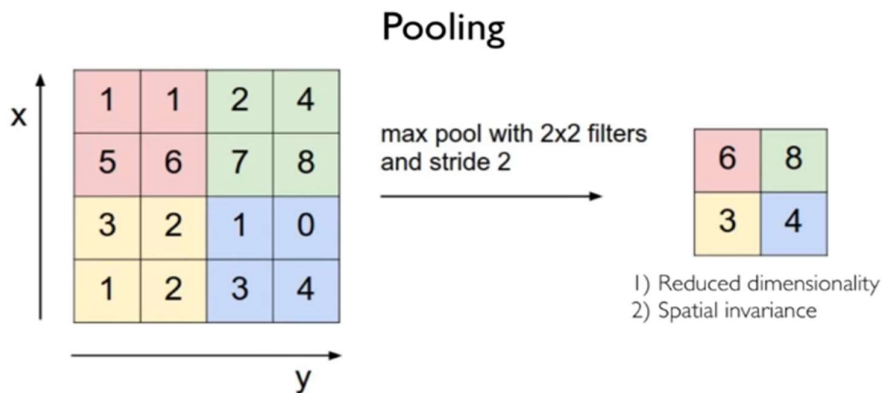 Pooling
x
1 1 2 4
5 6 7 8
3 2 1 0
1 2 3 4
y
max pool with 2x2 filters
and stride 2
6 8
3 4
1) Reduced dimensionality
2) Spatial invariance